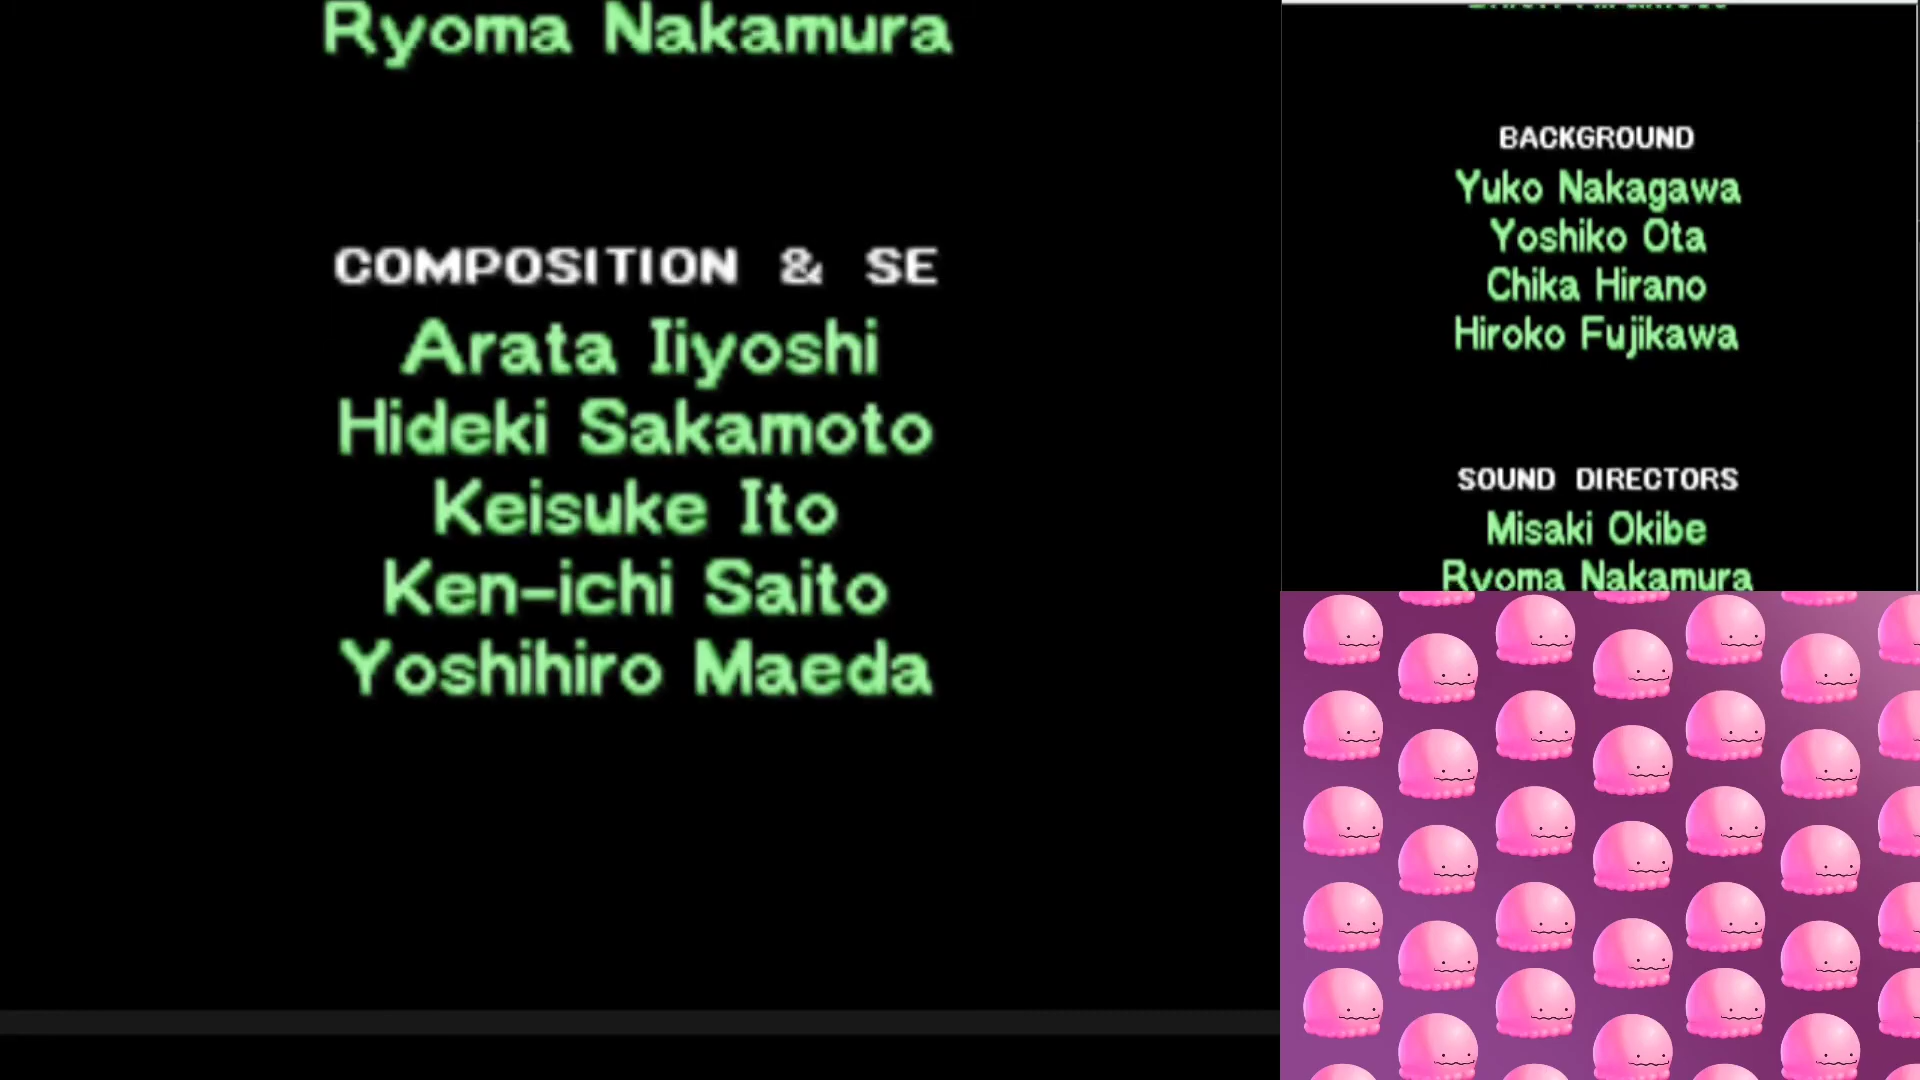 Ryoma Nakamura
COMPOSITION & SE
Arata Iiyoshi
Hideki Sakamoto
Keisuke Ito
Ken-ichi Saito
Yoshihiro Maeda
BACKGROUND
Yuko Nakagawa
Yoshiko Ota
Chika Hirano
Hiroko Fujikawa
SOUND DIRECTORS
Misaki Okibe
Ryoma Nakamura